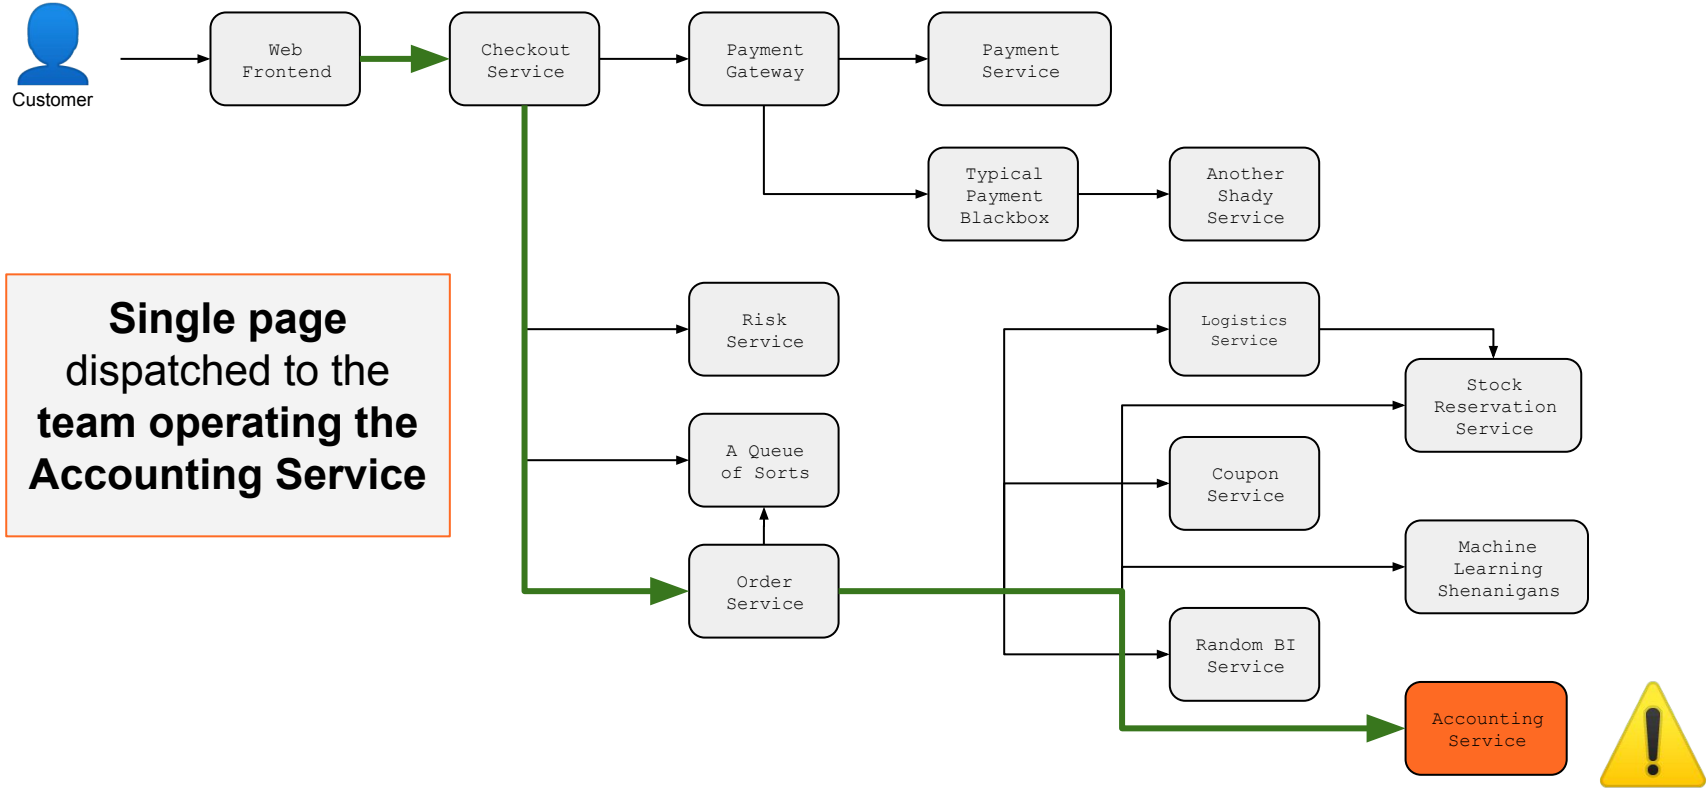 Customer
Web
Frontend
Checkout
Service
Payment
Gateway
Payment
Service
Typical
Payment
Blackbox
Another
Shady
Service
Single page
dispatched to the
team operating the
Accounting Service
Risk
Service
Logistics
Service
Stock
Reservation
Service
A Queue
of Sorts
Coupon
Service
Order
Service
Machine
Learning
Shenanigans
Random BI
Service
Accounting
Service